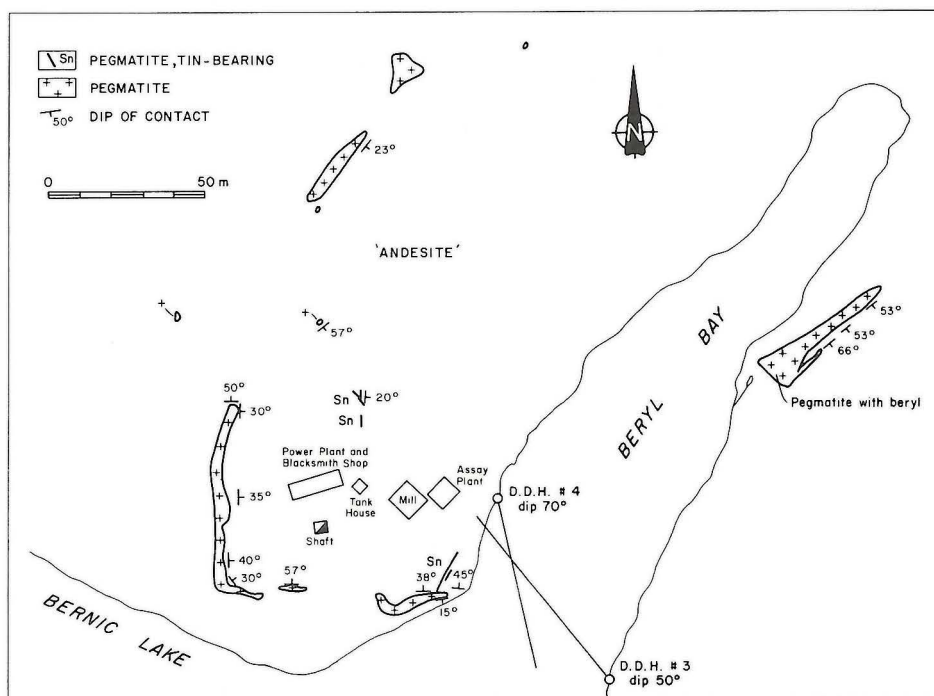 Sn PEGMATITE, TIN-BEARING
PEGMATITE
50° DIP OF CONTACT
0 50 m
N
23°
'ANDESITE'
57°
53°
53°
66°
Pegmatite with beryl
BERYL BAY
50°
30°
Sn 20°
Sn
Power Plant and
Blacksmith Shop
Tank
House
Mill
Assay
Plant
Shaft
35°
40°
30°
57°
Sn
38°
45°
15°
D.D.H. # 4
dip 70°
D.D.H. # 3
dip 50°
BERNIC LAKE